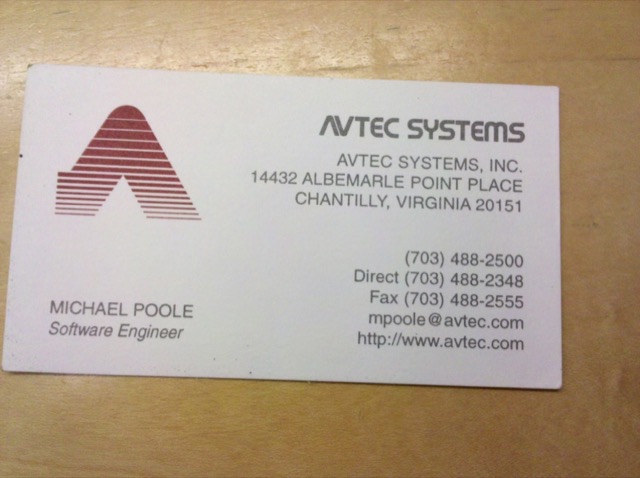 AVTEC SYSTEMS
AVTEC SYSTEMS, INC.
14432 ALBEMARLE POINT PLACE
CHANTILLY, VIRGINIA 20151
(703) 488-2500
Direct (703) 488-2348
Fax (703) 488-2555
mpoole@avtec.com
http://www.avtec.com
MICHAEL POOLE
Software Engineer